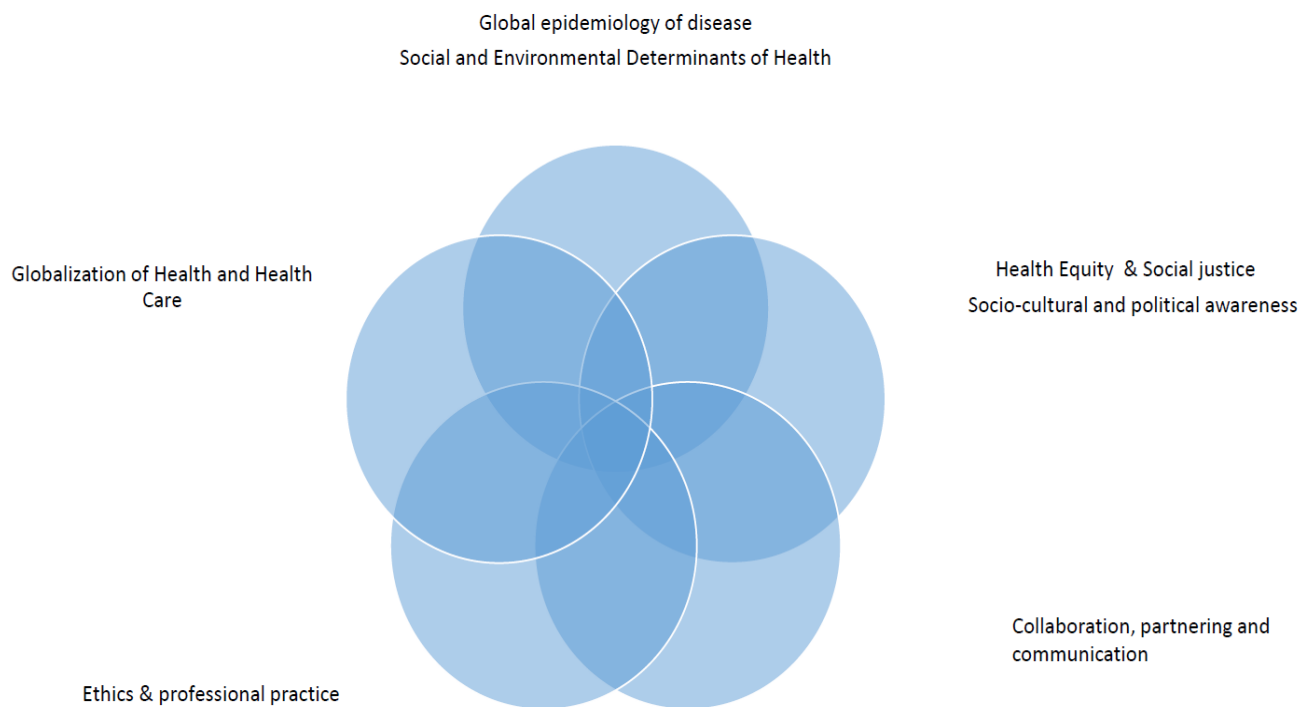 Global epidemiology of disease
Social and Environmental Determinants of Health
Globalization of Health and Health
Care
Health Equity & Social justice
Socio-cultural and political awareness
Collaboration, partnering and
communication
Ethics & professional practice